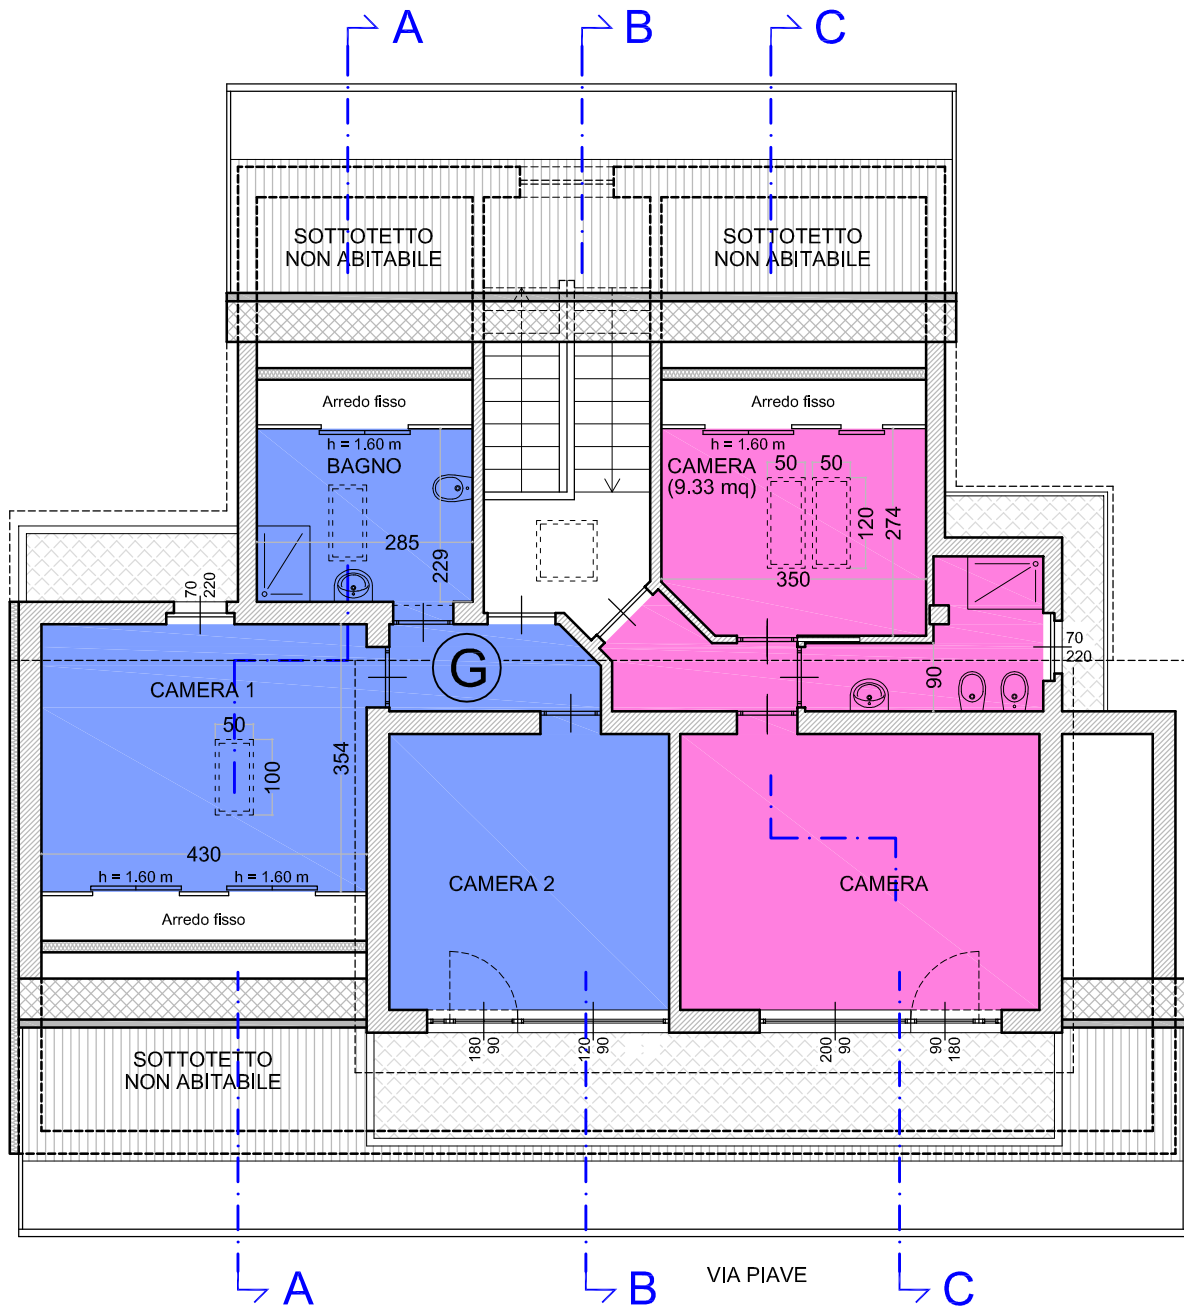 A
B
C
SOTTOTETTO
NON ABITABILE
SOTTOTETTO
NON ABITABILE
Arredo fisso
Arredo fisso
h = 1.60 m
h = 1.60 m
BAGNO
CAMERA
(9.33 mq)
50
50
120
274
285
229
350
70
220
G
70
220
90
CAMERA 1
50
100
354
430
h = 1.60 m
h = 1.60 m
CAMERA 2
CAMERA
Arredo fisso
180
90
120
90
200
90
90
180
SOTTOTETTO
NON ABITABILE
VIA PIAVE
A
B
C